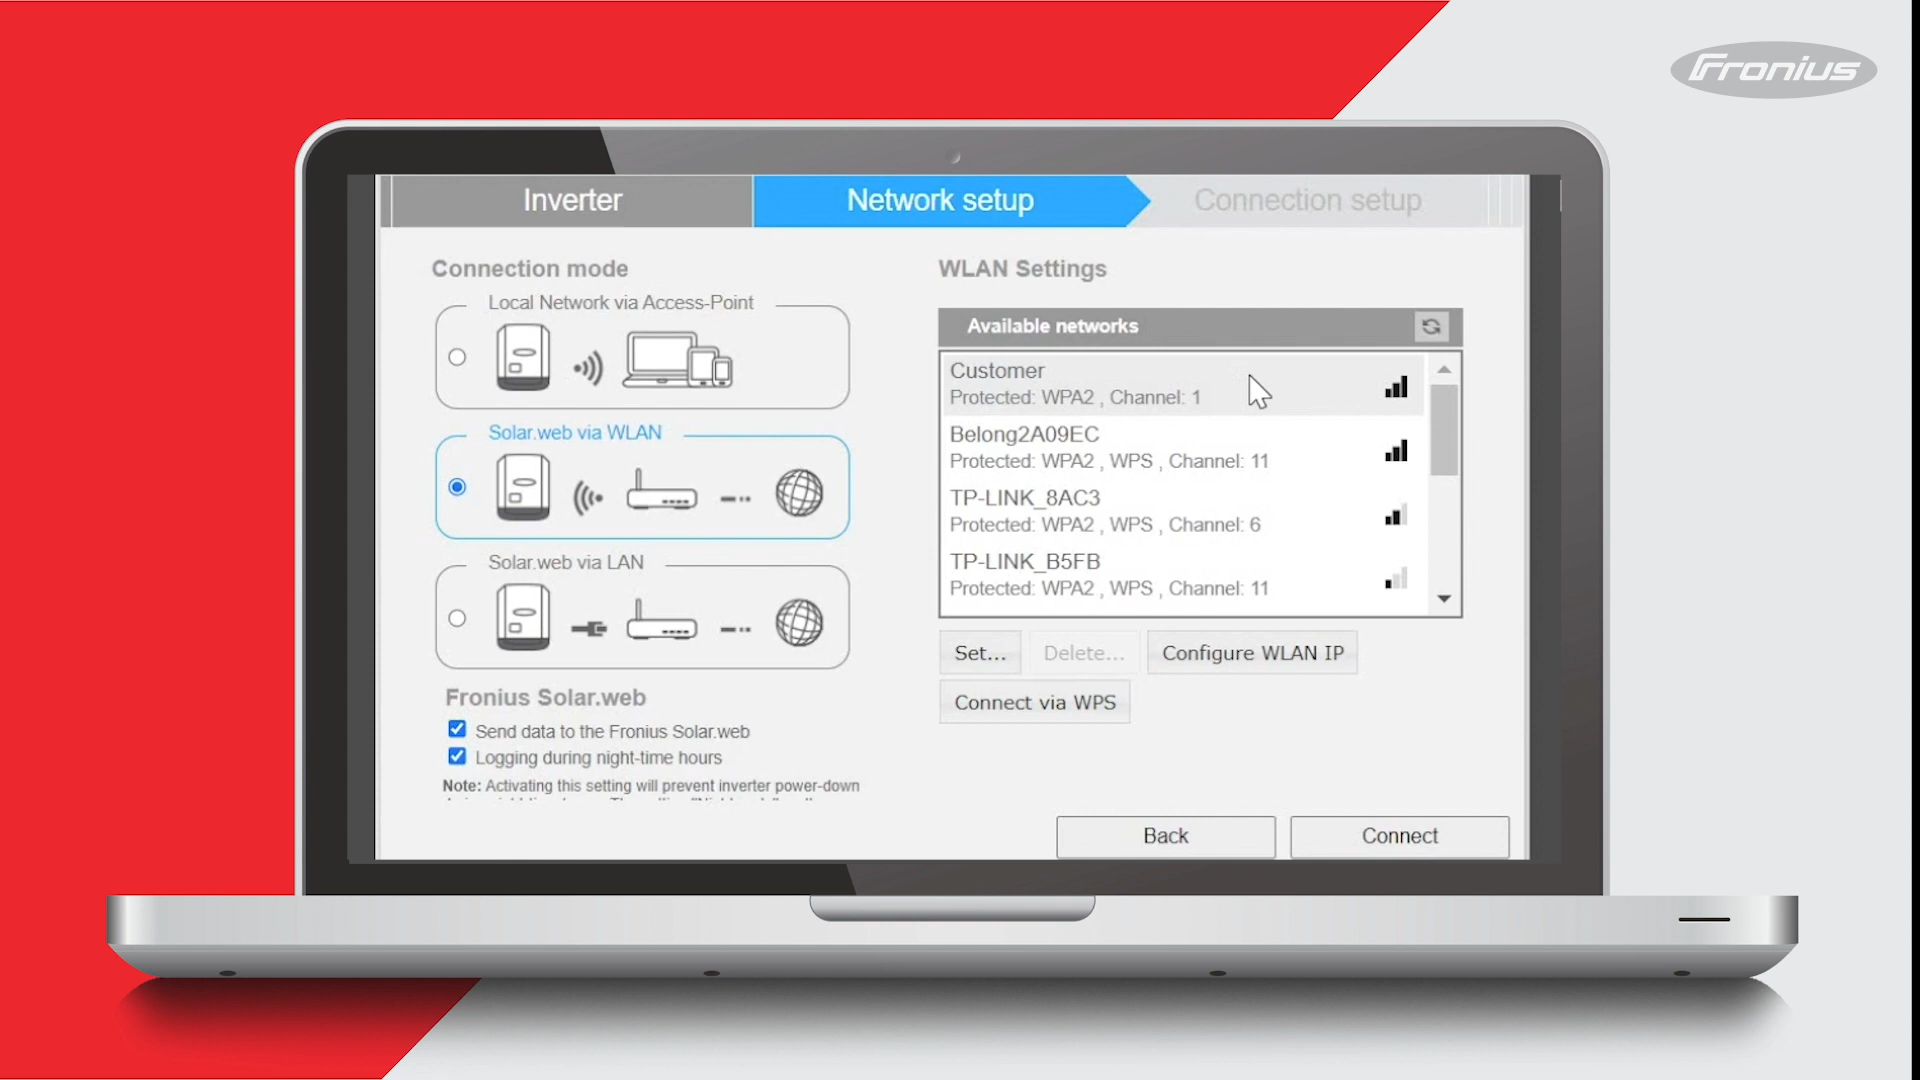 Fronius
Inverter
Network setup
Connection setup
Connection mode
Local Network via Access-Point
Solar.web via WLAN
Solar.web via LAN
Fronius Solar.web
Send data to the Fronius Solar.web
Logging during night-time hours
Note: Activating this setting will prevent inverter power-down
WLAN Settings
Available networks
Customer
Protected: WPA2 , Channel: 1
Belong2A09EC
Protected: WPA2 , WPS , Channel: 11
TP-LINK_8AC3
Protected: WPA2 , WPS , Channel: 6
TP-LINK_B5FB
Protected: WPA2 , WPS , Channel: 11
Set...
Delete...
Configure WLAN IP
Connect via WPS
Back
Connect